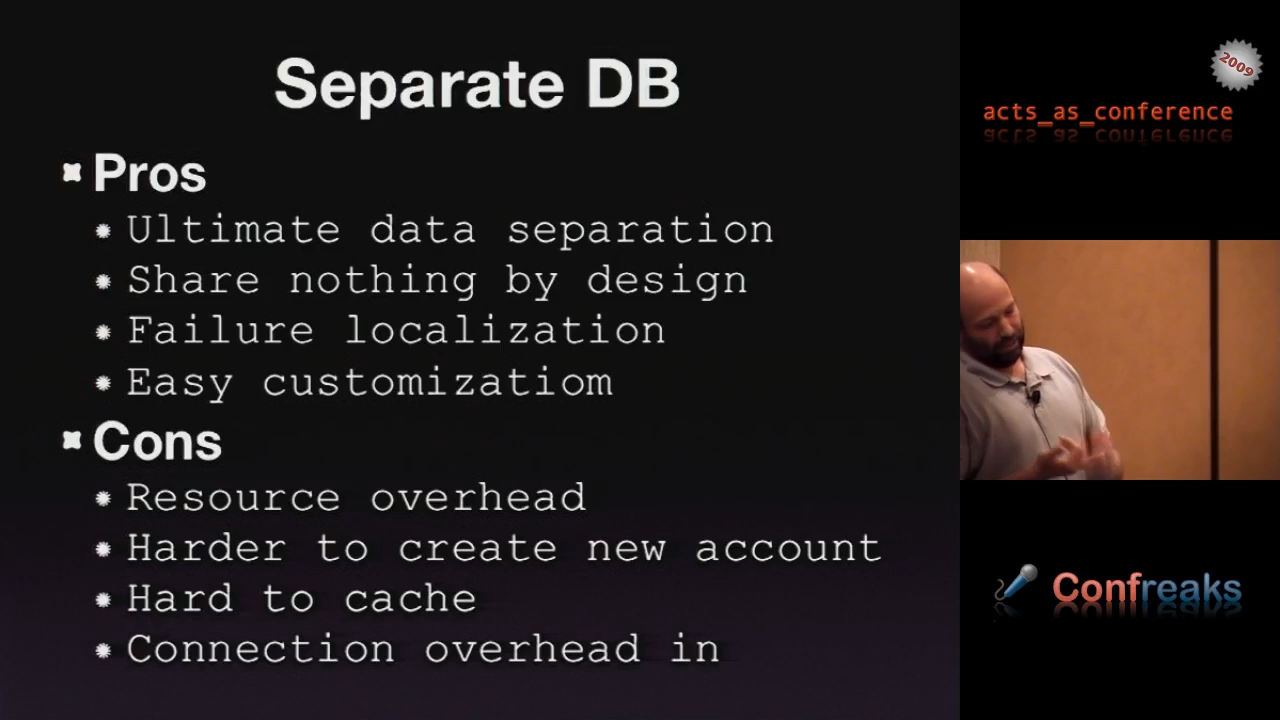 Separate DB
Pros
Ultimate data separation
Share nothing by design
Failure localization
Easy customizatiom
Cons
Resource overhead
Harder to create new account
Hard to cache
Connection overhead in
2009
acts_as_conference
Confreaks